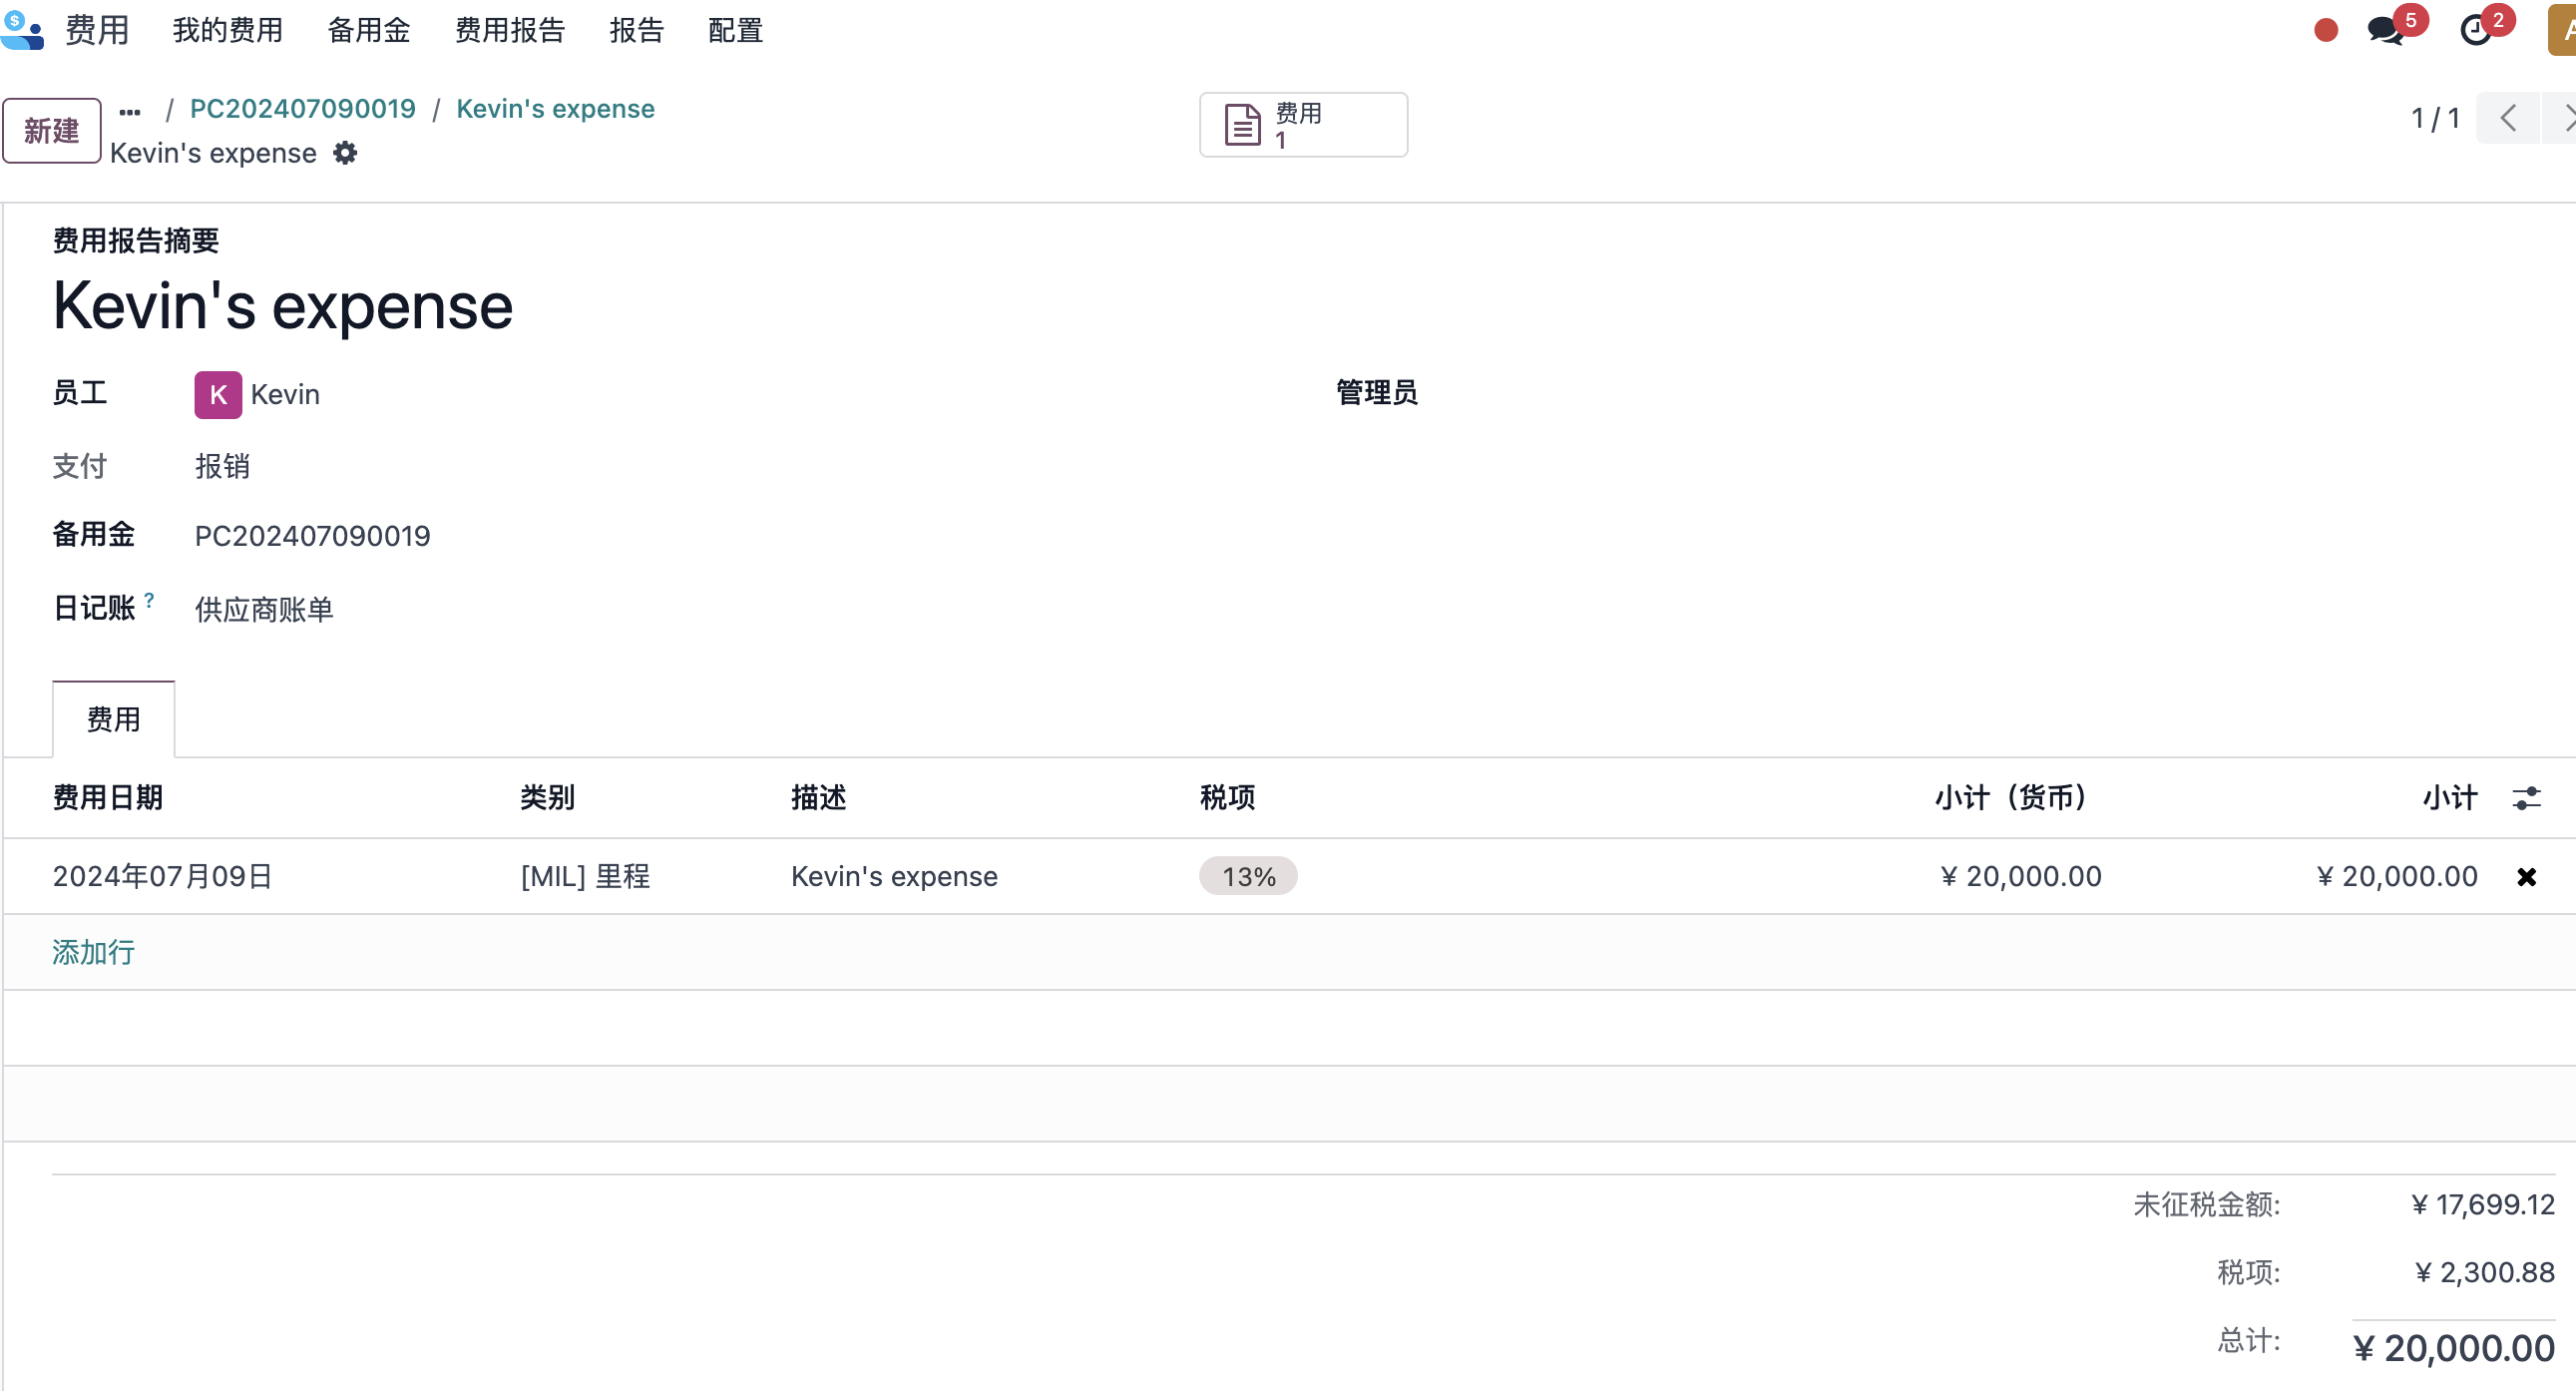 费用 我的费用 备用金 费用报告 报告 配置 5 2
新建 ... / PC202407090019 / Kevin's expense
Kevin's expense
费用
1
1 / 1
费用报告摘要
Kevin's expense
员工 K Kevin 管理员
支付 报销
备用金 PC202407090019
日记账 ? 供应商账单
费用
费用日期 类别 描述 税项 小计（货币） 小计
2024年07月09日 [MIL] 里程 Kevin's expense 13% ¥ 20,000.00 ¥ 20,000.00
添加行
未征税金额: ¥ 17,699.12
税项: ¥ 2,300.88
总计: ¥ 20,000.00